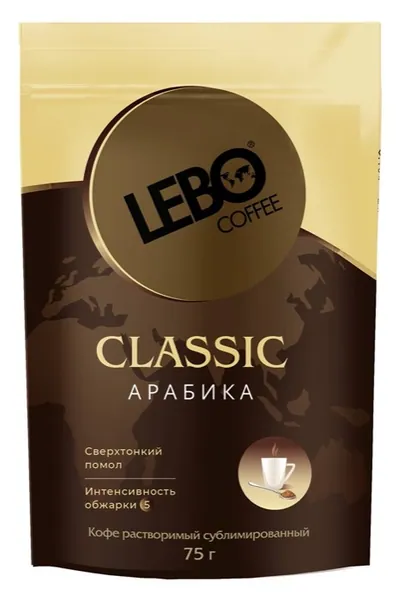 LEBO®
COFFEE
CLASSIC
АРАБИКА
Сверхтонкий
помол
Интенсивность
обжарки 5
Кофе растворимый сублимированный
75 г